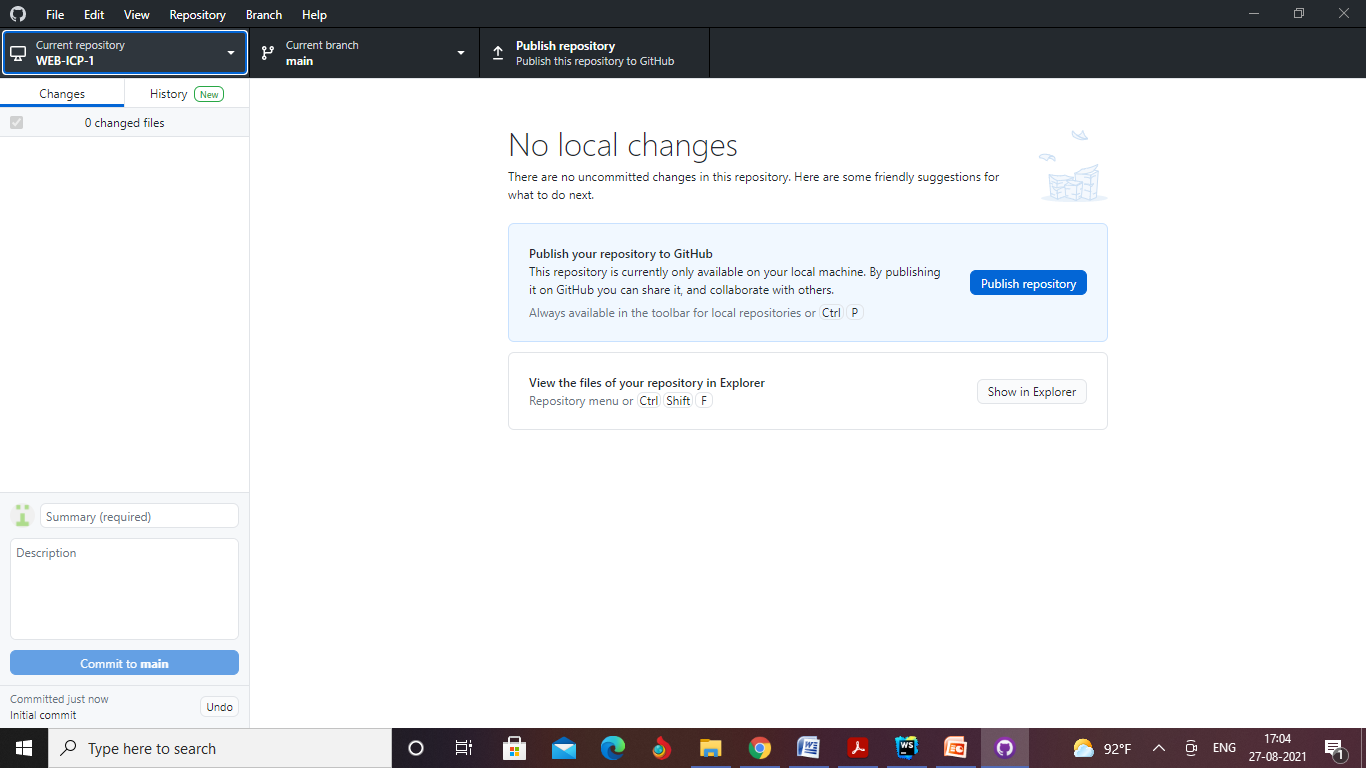 File Edit View Repository Branch Help
Current repository
WEB-ICP-1
Current branch
main
Publish repository
Publish this repository to GitHub
Changes
History New
0 changed files
No local changes
There are no uncommitted changes in this repository. Here are some friendly suggestions for
what to do next.
Publish your repository to GitHub
This repository is currently only available on your local machine. By publishing
it on GitHub you can share it, and collaborate with others.
Always available in the toolbar for local repositories or Ctrl P
Publish repository
View the files of your repository in Explorer
Repository menu or Ctrl Shift F
Show in Explorer
Summary (required)
Description
Commit to main
Committed just now
Initial commit
Undo
Type here to search
WS
92°F
ENG
17:04
27-08-2021
1